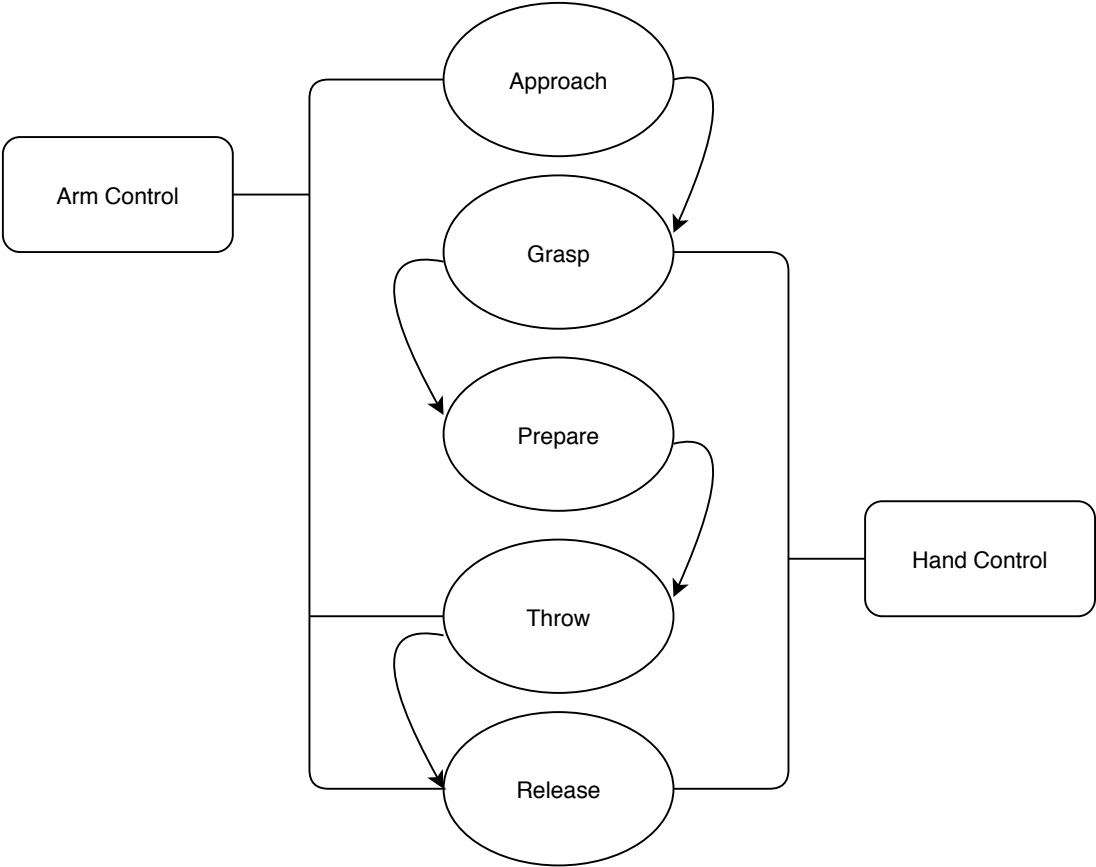 Approach
Arm Control
Grasp
Prepare
Hand Control
Throw
Release